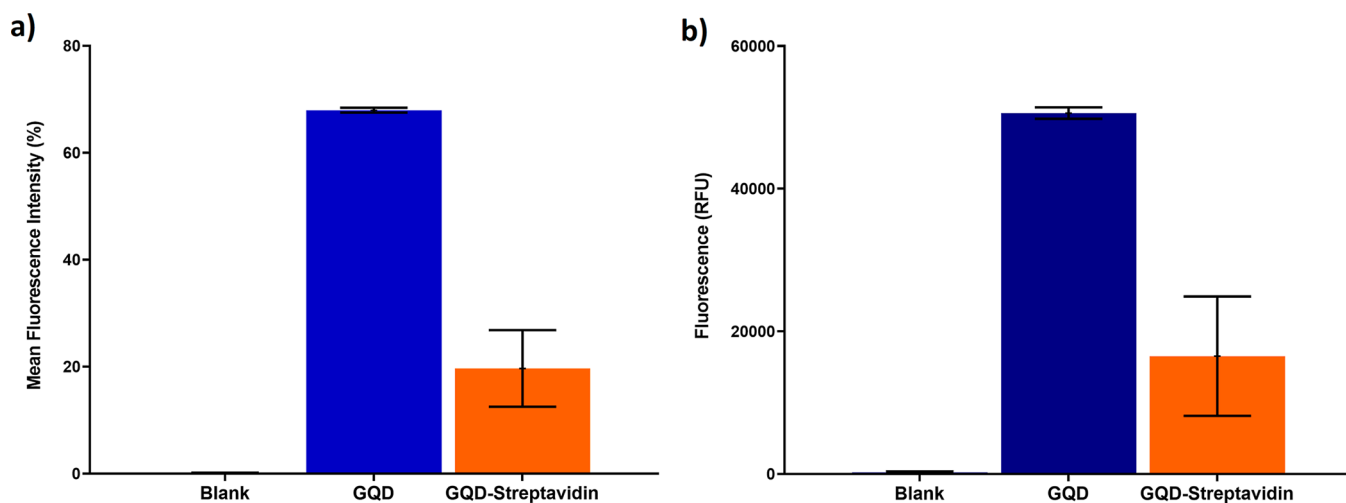 a)
Mean Fluorescence Intensity (%)
80
60
40
20
0
Blank
GQD
GQD-Streptavidin
b)
Fluorescence (RFU)
60000
40000
20000
0
Blank
GQD
GQD-Streptavidin